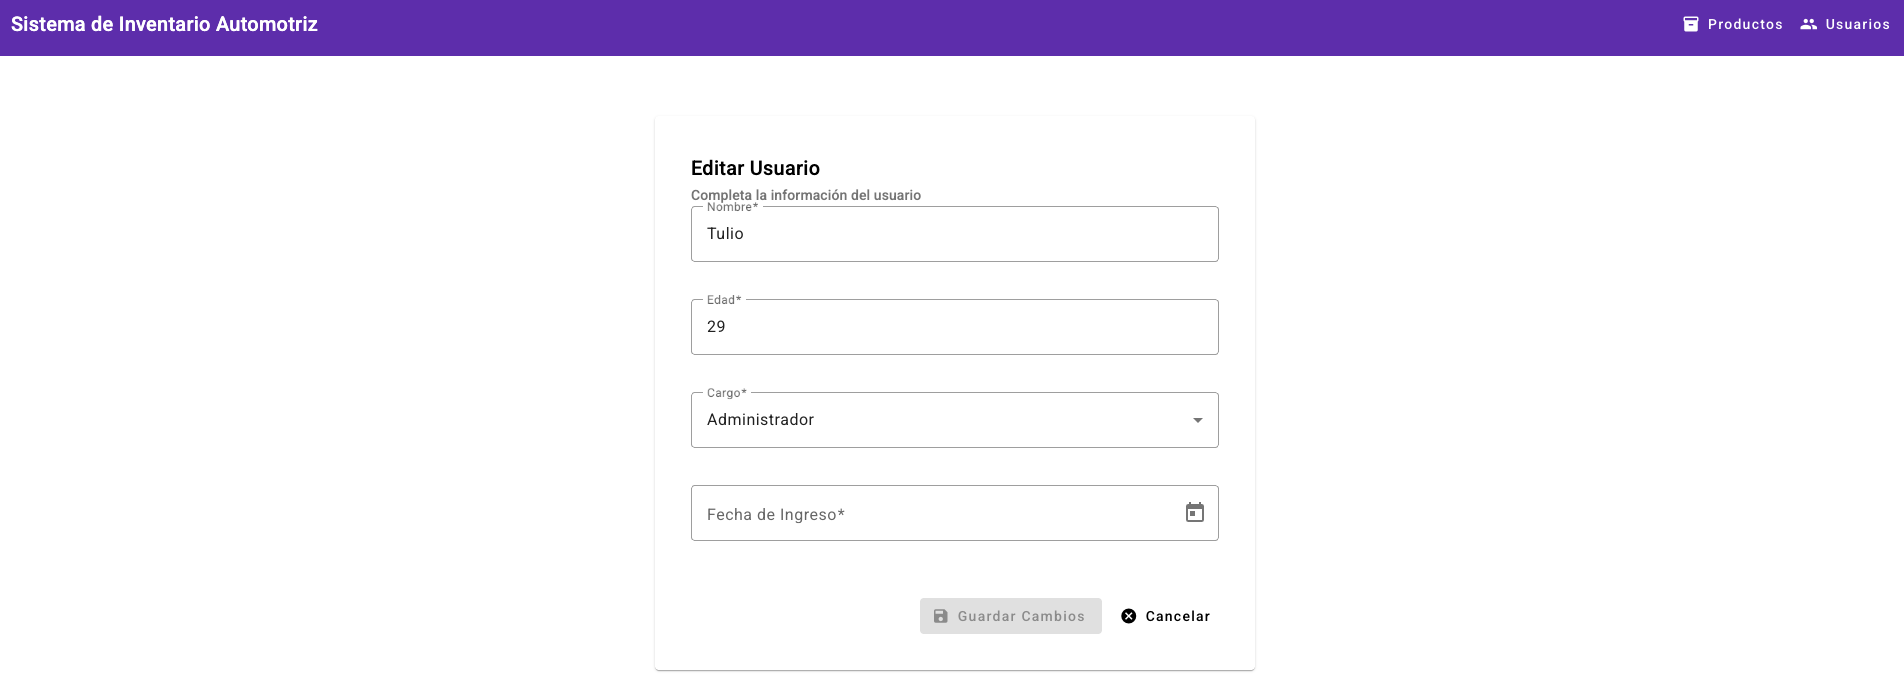 Sistema de Inventario Automotriz
Productos
Usuarios
Editar Usuario
Completa la información del usuario
Nombre*
Tulio
Edad*
29
Cargo*
Administrador
Fecha de Ingreso*
Guardar Cambios
Cancelar